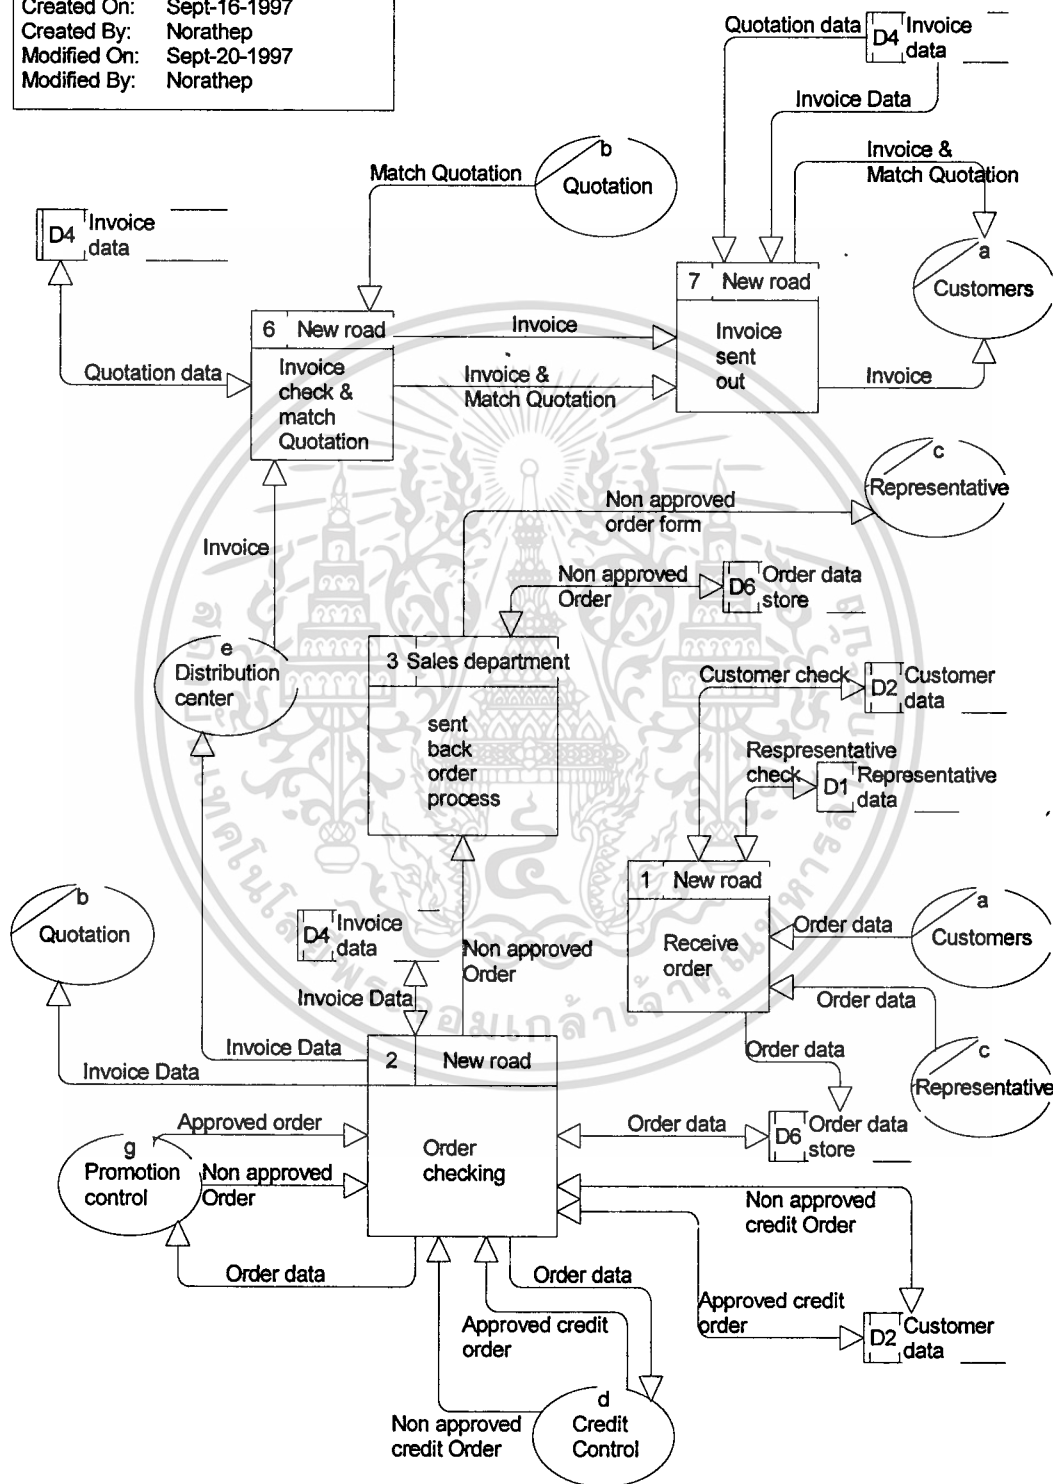 Created On: Sept-16-1997
Created By: Norathep
Modified On: Sept-20-1997
Modified By: Norathep
Quotation data
D4 Invoice
data
Invoice Data
Invoice &
Match Quotation
b
Quotation
Match Quotation
D4 Invoice
data
a
Customers
7 New road
Invoice
sent
out
6 New road
Invoice
check &
match
Quotation
Invoice
Invoice &
Match Quotation
Quotation data
Invoice
c
Representative
Non approved
order form
Invoice
Non approved
Order
D6 Order data
store
e
Distribution
center
3 Sales department
sent
back
order
process
Customer check
D2 Customer
data
Respresentative
check
D1 Representative
data
1 New road
Receive
order
b
Quotation
D4 Invoice
data
Non approved
Order
Order data
a
Customers
Invoice Data
Order data
Invoice Data
Invoice Data
2 New road
Order
checking
Order data
c
Representative
Approved order
Order data
D6 Order data
store
g
Promotion
control
Non approved
Order
Non approved
credit Order
Order data
Order data
Approved credit
order
Approved credit
order
D2 Customer
data
Non approved
credit Order
d
Credit
Control